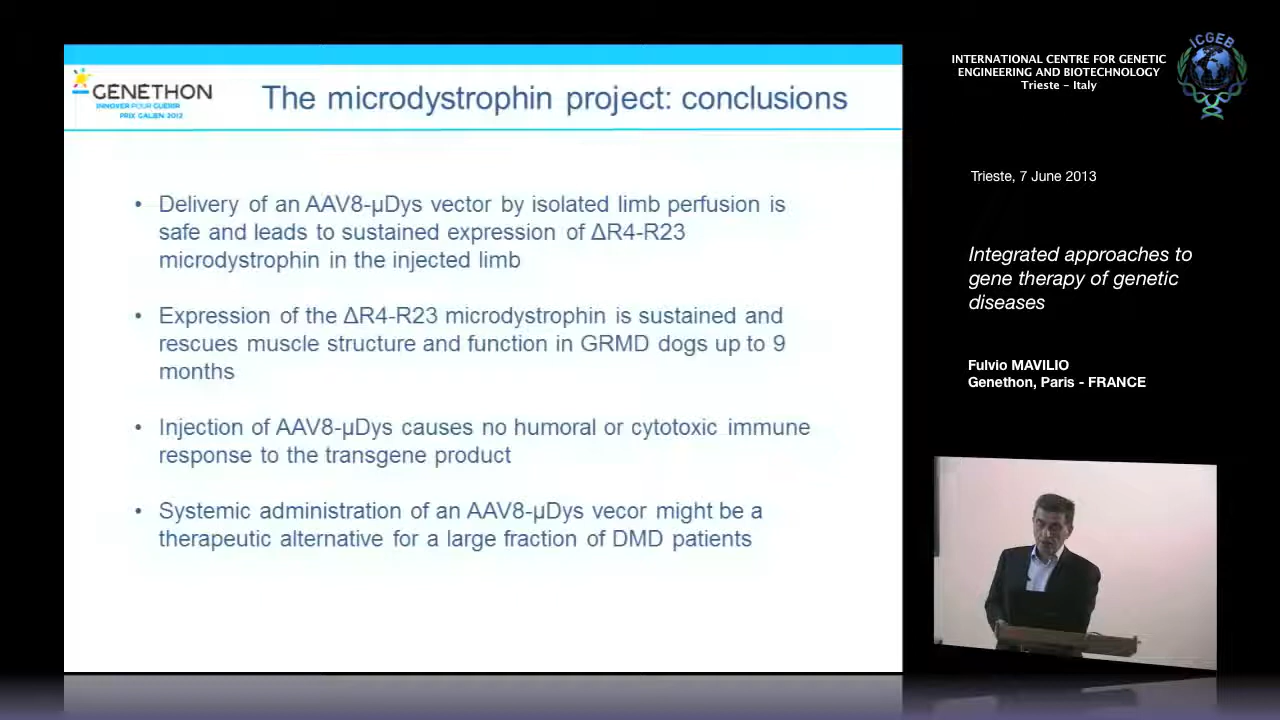 GENETHON
INNOVER POUR GUÉRIR
PRIX GALIEN 2012
The microdystrophin project: conclusions
• Delivery of an AAV8-µDys vector by isolated limb perfusion is
safe and leads to sustained expression of ΔR4-R23
microdystrophin in the injected limb
• Expression of the ΔR4-R23 microdystrophin is sustained and
rescues muscle structure and function in GRMD dogs up to 9
months
• Injection of AAV8-µDys causes no humoral or cytotoxic immune
response to the transgene product
• Systemic administration of an AAV8-µDys vecor might be a
therapeutic alternative for a large fraction of DMD patients
INTERNATIONAL CENTRE FOR GENETIC
ENGINEERING AND BIOTECHNOLOGY
Trieste - Italy
ICGEB
Trieste, 7 June 2013
Integrated approaches to
gene therapy of genetic
diseases
Fulvio MAVILIO
Genethon, Paris - FRANCE